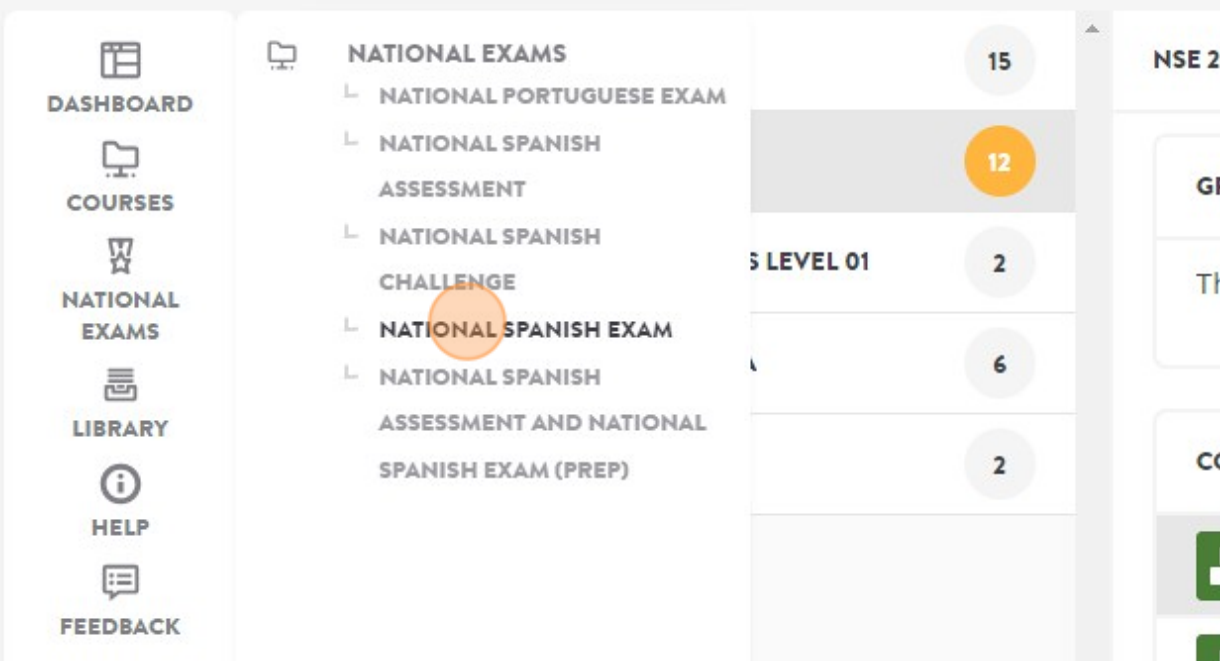 DASHBOARD
COURSES
NATIONAL
EXAMS
LIBRARY
HELP
FEEDBACK
NATIONAL EXAMS
NATIONAL PORTUGUESE EXAM
NATIONAL SPANISH
ASSESSMENT
NATIONAL SPANISH
CHALLENGE
NATIONAL SPANISH EXAM
NATIONAL SPANISH
ASSESSMENT AND NATIONAL
SPANISH EXAM (PREP)
15
12
S LEVEL 01
2
6
2
NSE 2